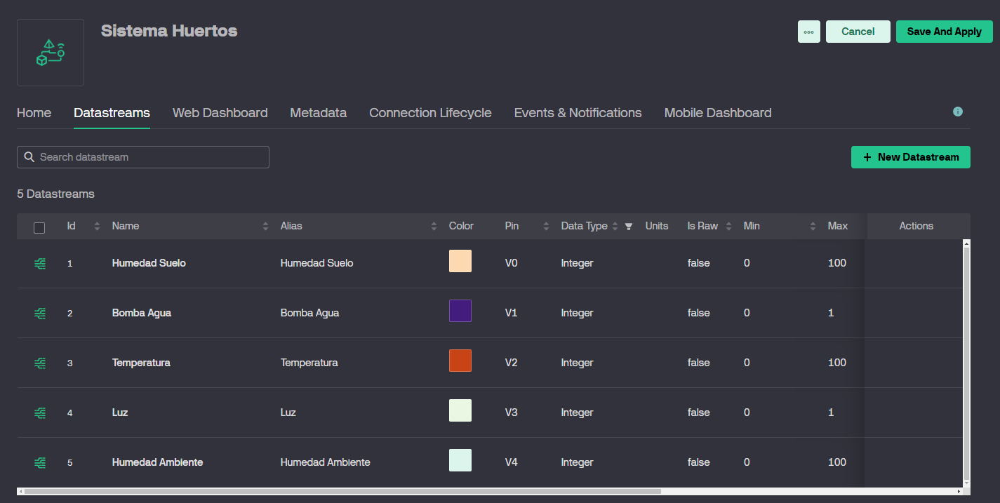 Sistema Huertos
Cancel
Save And Apply
Home Datastreams Web Dashboard Metadata Connection Lifecycle Events & Notifications Mobile Dashboard
Search datastream
+ New Datastream
5 Datastreams
Id Name Alias Color Pin Data Type Units Is Raw Min Max Actions
1 Humedad Suelo Humedad Suelo V0 Integer false 0 100
2 Bomba Agua Bomba Agua V1 Integer false 0 1
3 Temperatura Temperatura V2 Integer false 0 100
4 Luz Luz V3 Integer false 0 1
5 Humedad Ambiente Humedad Ambiente V4 Integer false 0 100